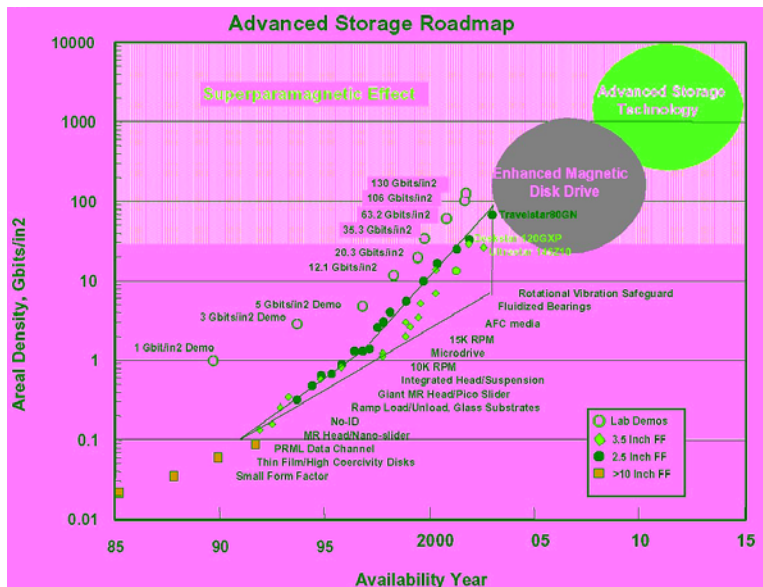 Advanced Storage Roadmap
10000
1000
100
10
1
0.1
0.01
Areal Density, Gbits/in2
Superparamagnetic Effect
Advanced Storage
Technology
Enhanced Magnetic
Disk Drive
130 Gbits/in2
106 Gbits/in2
63.2 Gbits/in2
35.3 Gbits/in2
20.3 Gbits/in2
12.1 Gbits/in2
5 Gbits/in2 Demo
3 Gbits/in2 Demo
1 Gbit/in2 Demo
Travelstar80GN
120GXP
Rotational Vibration Safeguard
Fluidized Bearings
AFC media
15K RPM
Microdrive
10K RPM
Integrated Head/Suspension
Giant MR Head/Pico Slider
Ramp Load/Unload, Glass Substrates
No-ID
MR Head/Nano-slider
PRML Data Channel
Thin Film/High Coercivity Disks
Small Form Factor
Lab Demos
3.5 Inch FF
2.5 Inch FF
>10 Inch FF
85
90
95
2000
05
10
15
Availability Year